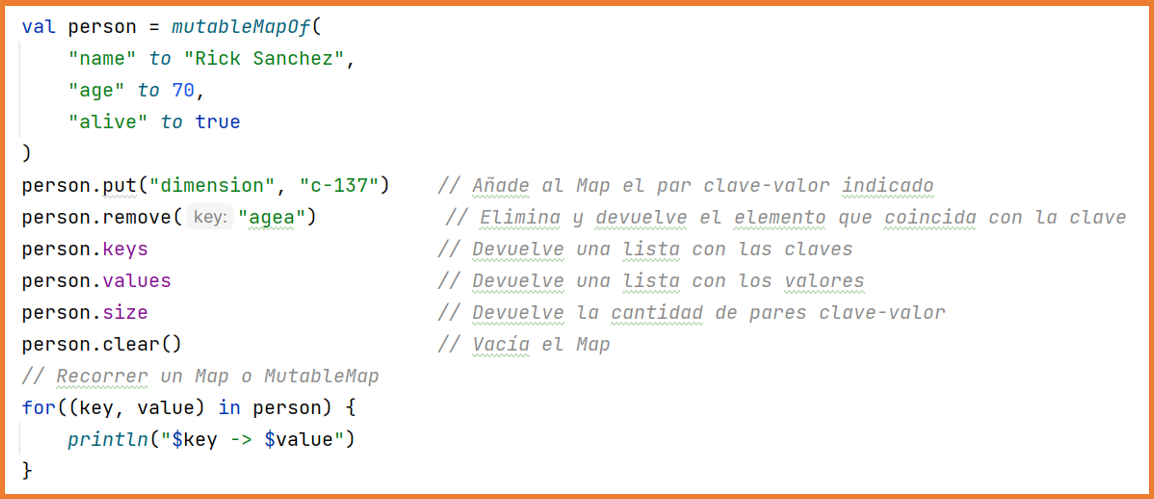 val person = mutableMapOf(
    "name" to "Rick Sanchez",
    "age" to 70,
    "alive" to true
)
person.put("dimension", "c-137")    // Añade al Map el par clave-valor indicado
person.remove( key: "agea")           // Elimina y devuelve el elemento que coincida con la clave
person.keys                         // Devuelve una lista con las claves
person.values                       // Devuelve una lista con los valores
person.size                         // Devuelve la cantidad de pares clave-valor
person.clear()                      // Vacía el Map
// Recorrer un Map o MutableMap
for((key, value) in person) {
    println("$key -> $value")
}